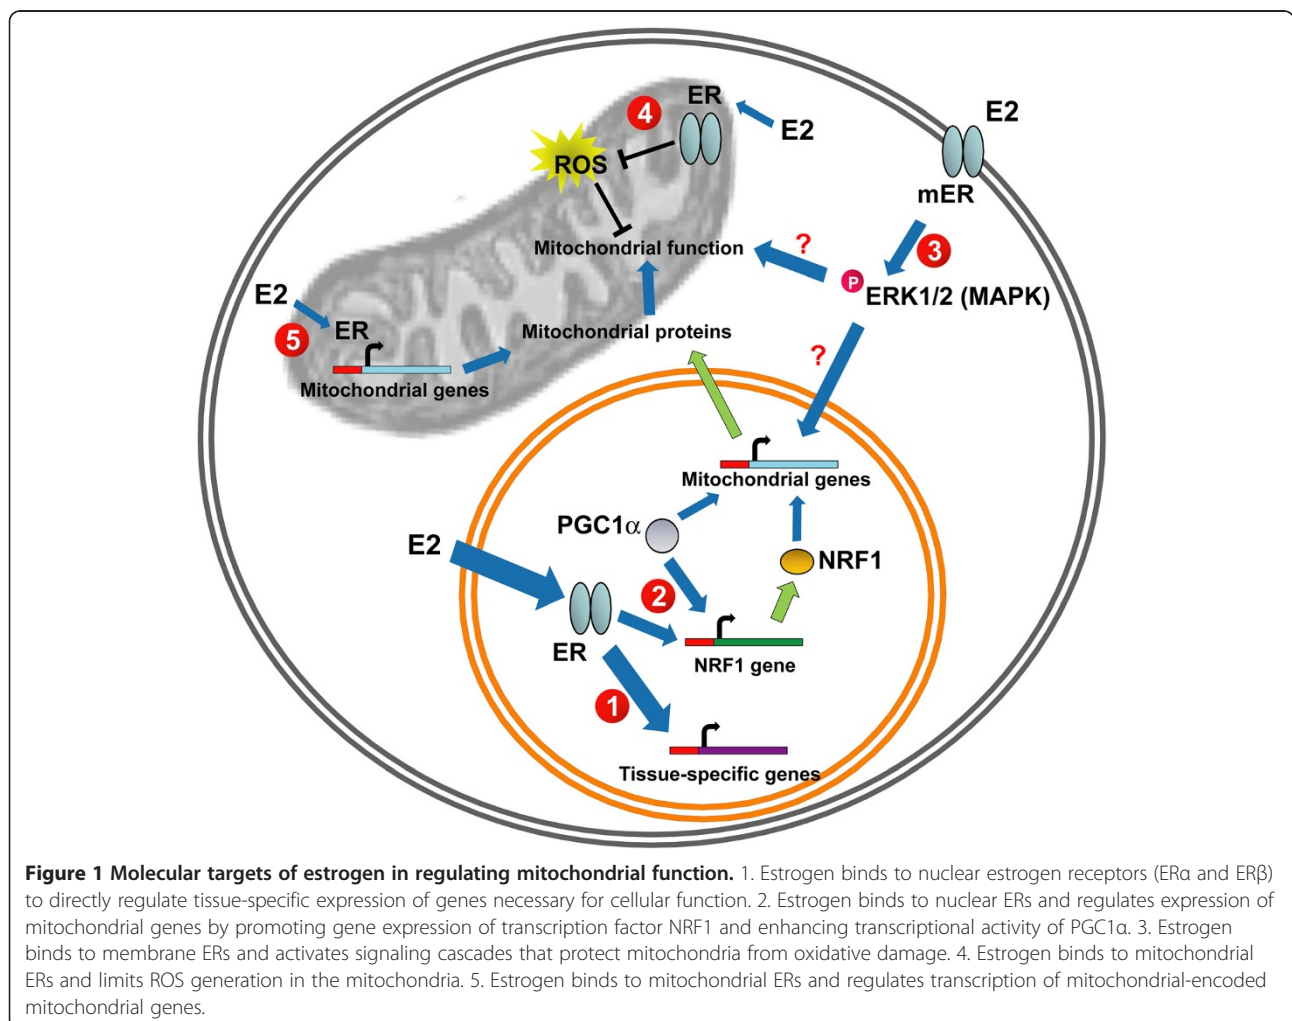 4
ER
E2
E2
ROS
mER
3
Mitochondrial function
?
P
ERK1/2 (MAPK)
E2
5
ER
Mitochondrial proteins
?
Mitochondrial genes
Mitochondrial genes
PGC1α
E2
NRF1
2
ER
NRF1 gene
1
Tissue-specific genes
Figure 1 Molecular targets of estrogen in regulating mitochondrial function. 1. Estrogen binds to nuclear estrogen receptors (ERα and ERβ)
to directly regulate tissue-specific expression of genes necessary for cellular function. 2. Estrogen binds to nuclear ERs and regulates expression of
mitochondrial genes by promoting gene expression of transcription factor NRF1 and enhancing transcriptional activity of PGC1α. 3. Estrogen
binds to membrane ERs and activates signaling cascades that protect mitochondria from oxidative damage. 4. Estrogen binds to mitochondrial
ERs and limits ROS generation in the mitochondria. 5. Estrogen binds to mitochondrial ERs and regulates transcription of mitochondrial-encoded
mitochondrial genes.